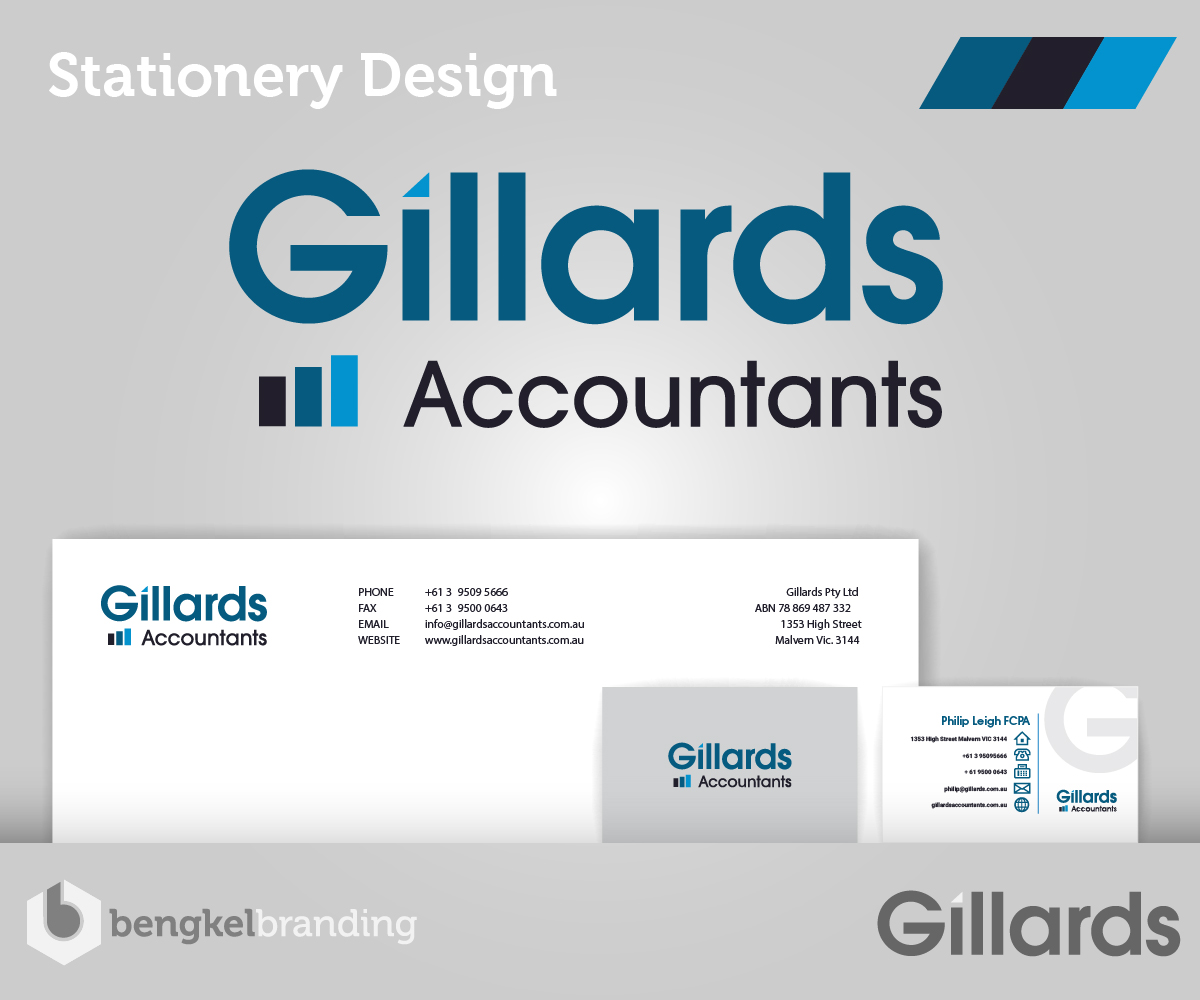 Stationery Design
Gillards
Accountants
Gillards
Accountants
PHONE +61 3 9509 5666
FAX +61 3 9500 0643
EMAIL info@gillardsaccountants.com.au
WEBSITE www.gillardsaccountants.com.au
Gillards Pty Ltd
ABN 78 869 487 332
1353 High Street
Malvern Vic. 3144
Gillards
Accountants
Philip Leigh FCPA
1353 High Street Malvern VIC 3144
+61 3 95095666
+ 61 9500 0643
philip@gillards.com.au
gillardsaccountants.com.au
G
Gillards
Accountants
bengkelbranding
Gillards